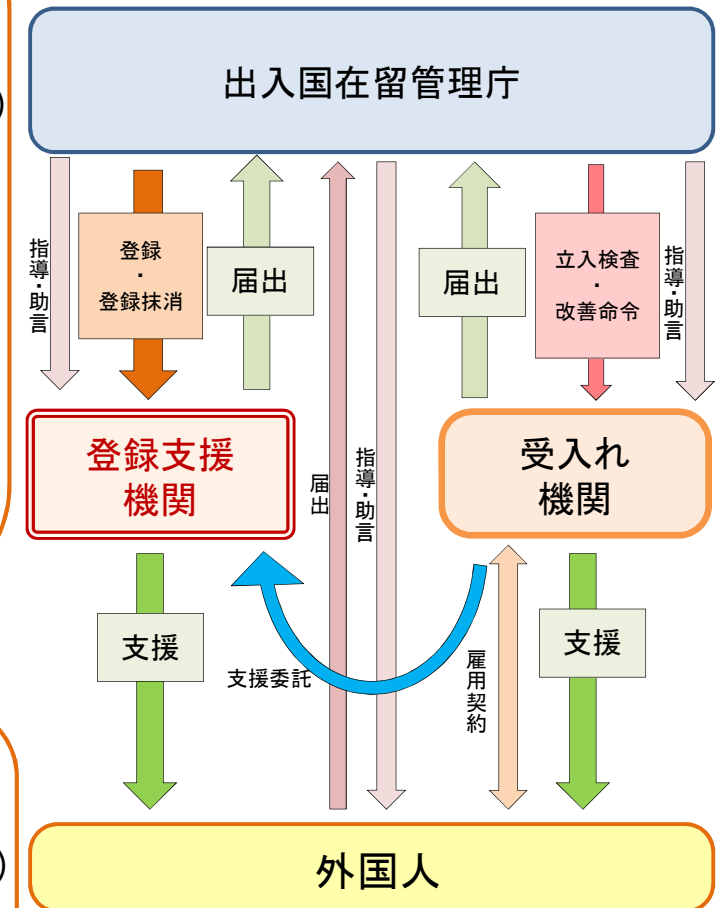 出入国在留管理庁
指導・助言
登録
・
登録抹消
届出
届出
立入検査
・
改善命令
指導・助言
登録支援
機関
届出
指導・助言
受入れ
機関
支援
支援委託
雇用契約
支援
外国人
)
)